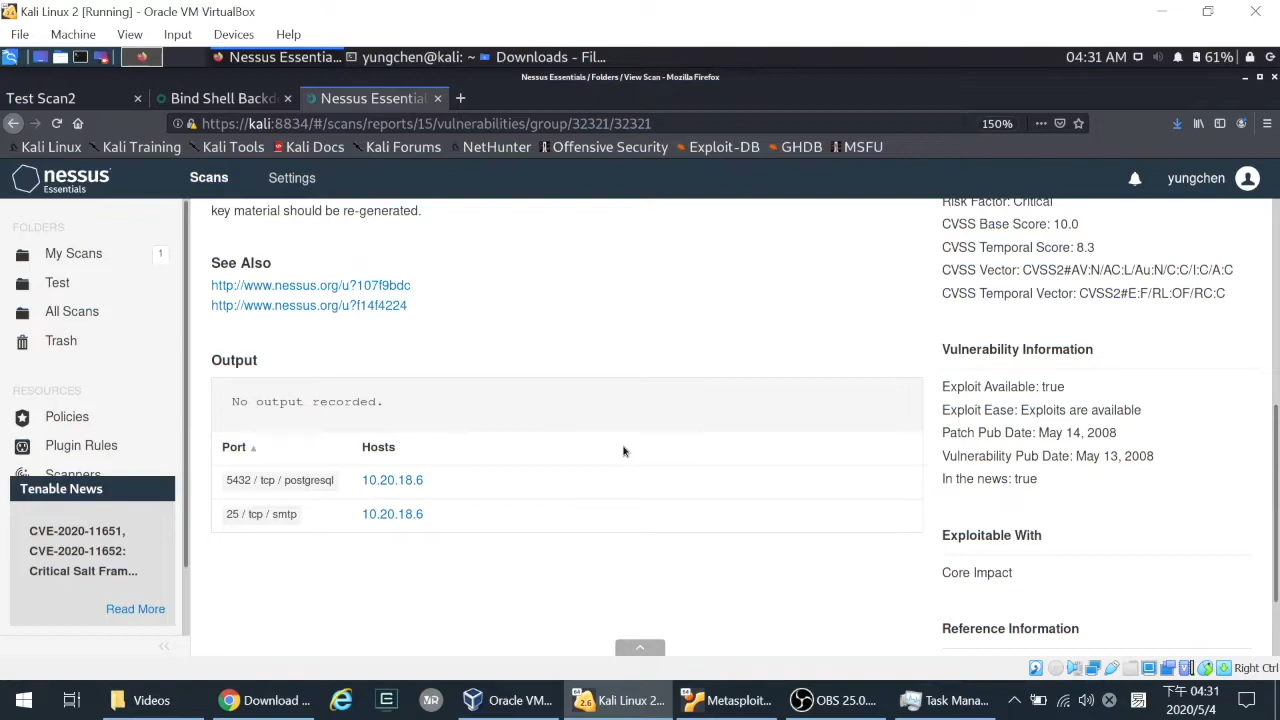 Kali Linux 2 [Running] - Oracle VM VirtualBox
File Machine View Input Devices Help
Nessus Essentia... yungchen@kali: ~ Downloads - Fil... 04:31 AM 61%
Nessus Essentials / Folders / View Scan - Mozilla Firefox
Test Scan2 Bind Shell Backd Nessus Essential
https://kali:8834/#/scans/reports/15/vulnerabilities/group/32321/32321 150%
Kali Linux Kali Training Kali Tools Kali Docs Kali Forums NetHunter Offensive Security Exploit-DB GHDB MSFU
nessus Essentials Scans Settings yungchen
FOLDERS
My Scans 1
Test
All Scans
Trash
RESOURCES
Policies
Plugin Rules
Scanners
Tenable News
CVE-2020-11651,
CVE-2020-11652:
Critical Salt Fram...
Read More
key material should be re-generated.
See Also
http://www.nessus.org/u?107f9bdc
http://www.nessus.org/u?f14f4224
Output
No output recorded.
Port Hosts
5432 / tcp / postgresql 10.20.18.6
25 / tcp / smtp 10.20.18.6
Risk Factor: Critical
CVSS Base Score: 10.0
CVSS Temporal Score: 8.3
CVSS Vector: CVSS2#AV:N/AC:L/Au:N/C:C/I:C/A:C
CVSS Temporal Vector: CVSS2#E:F/RL:OF/RC:C
Vulnerability Information
Exploit Available: true
Exploit Ease: Exploits are available
Patch Pub Date: May 14, 2008
Vulnerability Pub Date: May 13, 2008
In the news: true
Exploitable With
Core Impact
Reference Information
Right Ctrl
Videos Download ... Oracle VM... Kali Linux 2... Metasploit... OBS 25.0.... Task Mana... 下午 04:31
2020/5/4